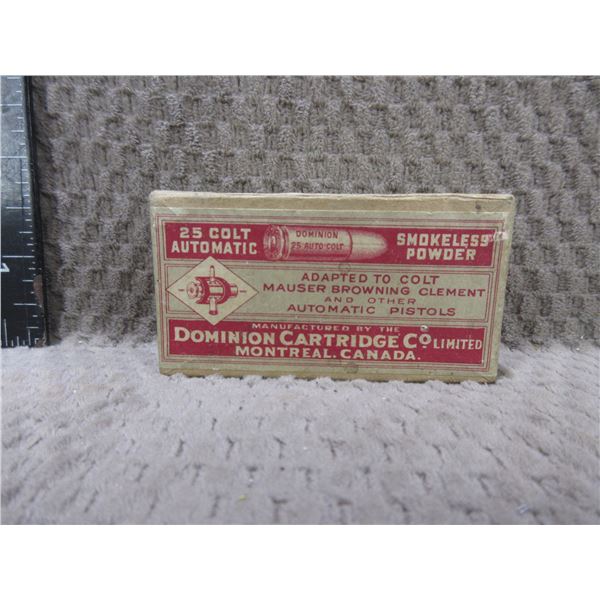 25 COLT
AUTOMATIC
DOMINION
25 AUTO COLT
SMOKELESS
POWDER
ADAPTED TO COLT
MAUSER BROWNING CLEMENT
AND OTHER
AUTOMATIC PISTOLS
MANUFACTURED BY THE
DOMINION CARTRIDGE CO LIMITED
MONTREAL. CANADA.